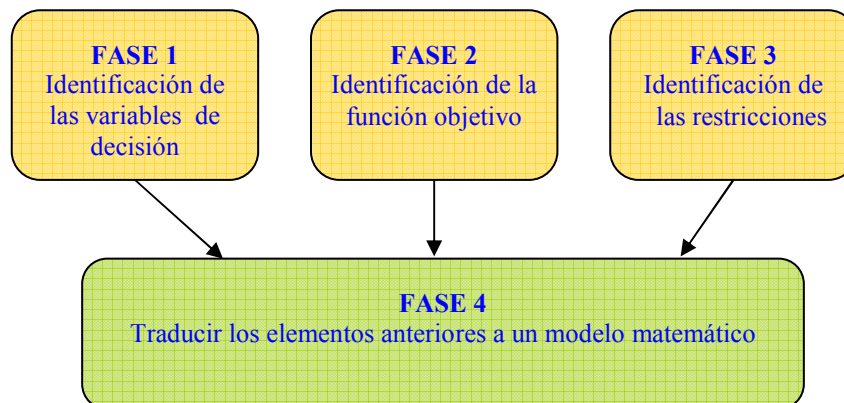 FASE 1
Identificación de
las variables de
decisión
FASE 2
Identificación de la
función objetivo
FASE 3
Identificación de
las restricciones
FASE 4
Traducir los elementos anteriores a un modelo matemático